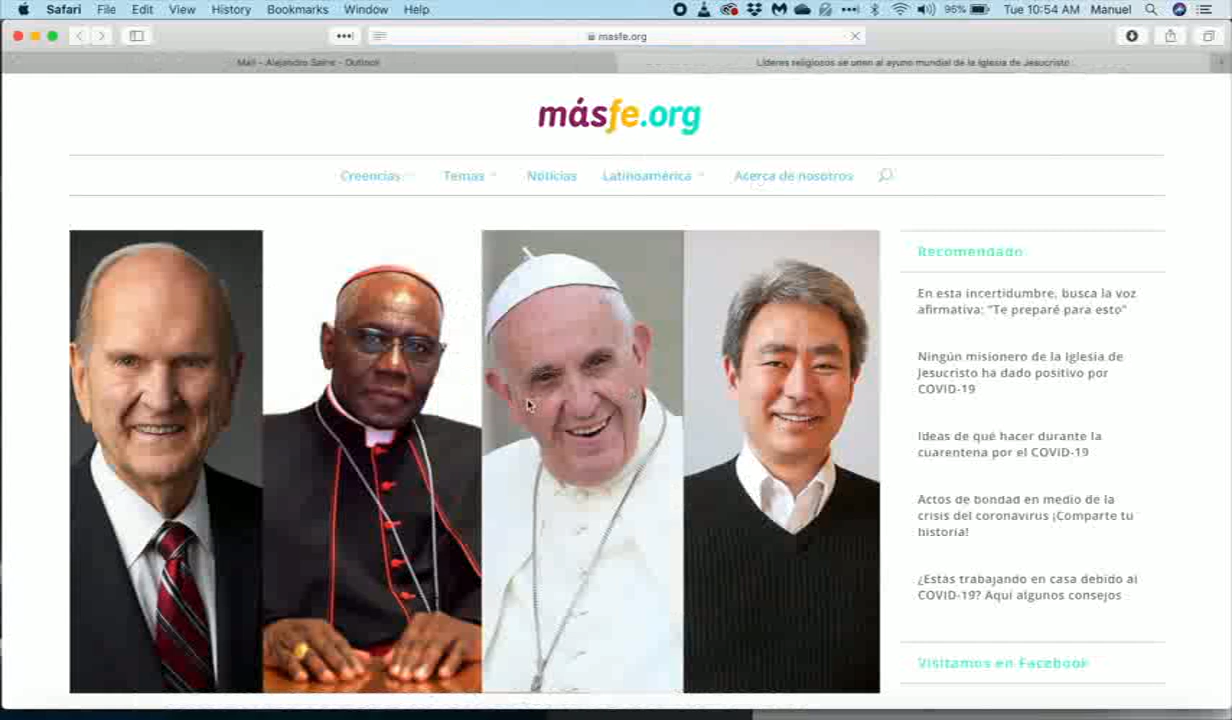 Safari File Edit View History Bookmarks Window Help 96% Tue 10:54 AM Manuel
masfe.org
Mail - Alejandro Sainz - Outlook Líderes religiosos se unen al ayuno mundial de la Iglesia de Jesucristo
másfe.org
Creencias Temas Noticias Latinoamérica Acerca de nosotros
Recomendado
En esta incertidumbre, busca la voz
afirmativa: "Te preparé para esto"
Ningún misionero de la Iglesia de
Jesucristo ha dado positivo por
COVID-19
Ideas de qué hacer durante la
cuarentena por el COVID-19
Actos de bondad en medio de la
crisis del coronavirus ¡Comparte tu
historia!
¿Estás trabajando en casa debido al
COVID-19? Aquí algunos consejos
Visítanos en Facebook